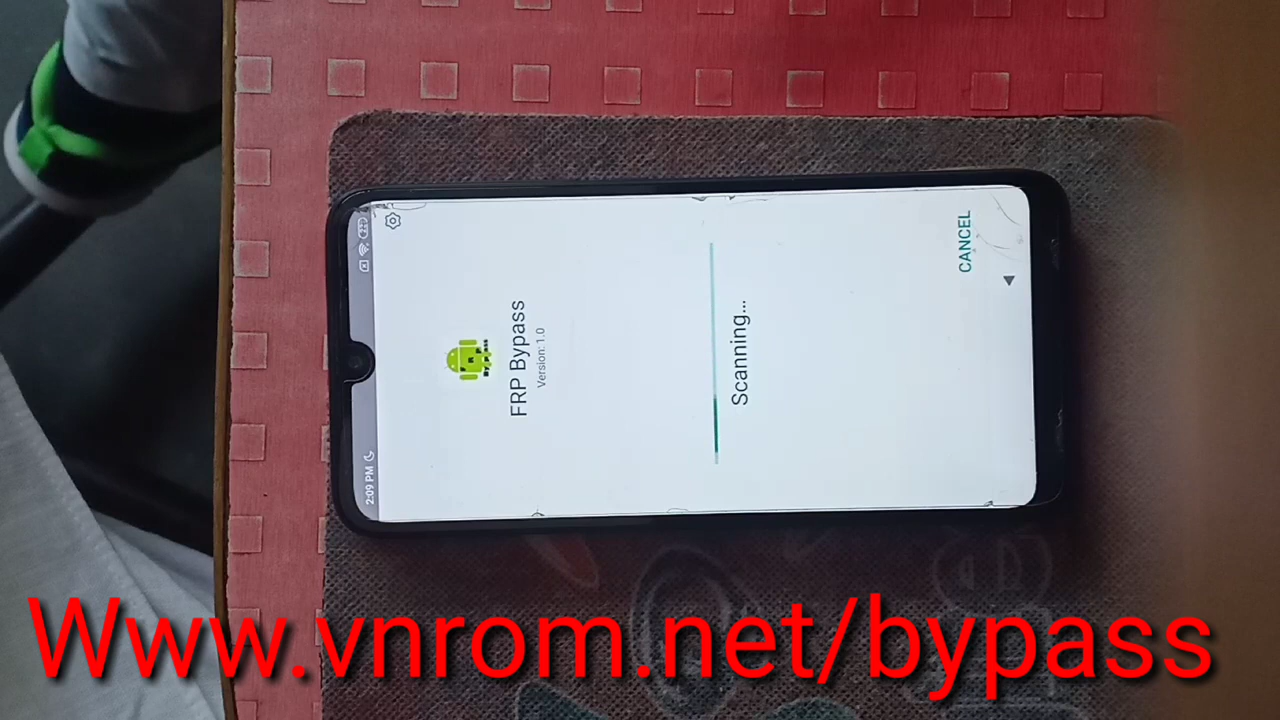 2:09 PM
FRP Bypass
Version: 1.0
Scanning...
CANCEL
Www.vnrom.net/bypass